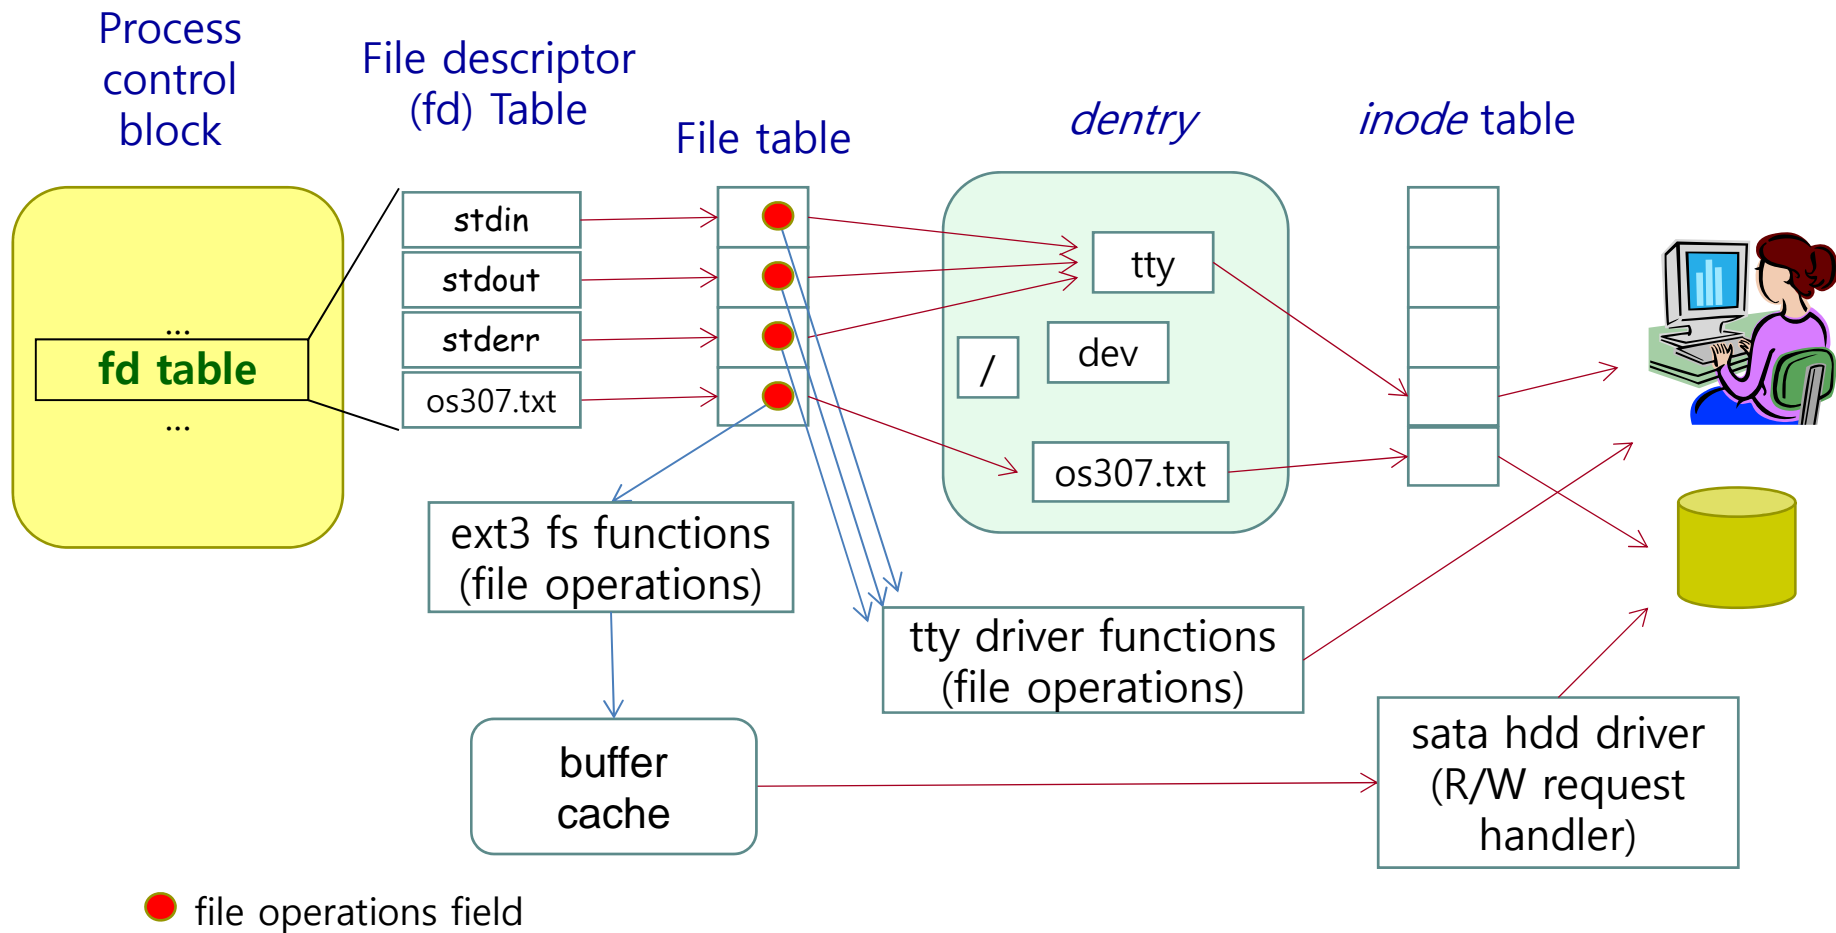 Process
control
block
File descriptor
(fd) Table
File table
dentry
inode table
...
fd table
...
stdin
stdout
stderr
os307.txt
tty
dev
/
os307.txt
ext3 fs functions
(file operations)
tty driver functions
(file operations)
buffer
cache
sata hdd driver
(R/W request
handler)
file operations field